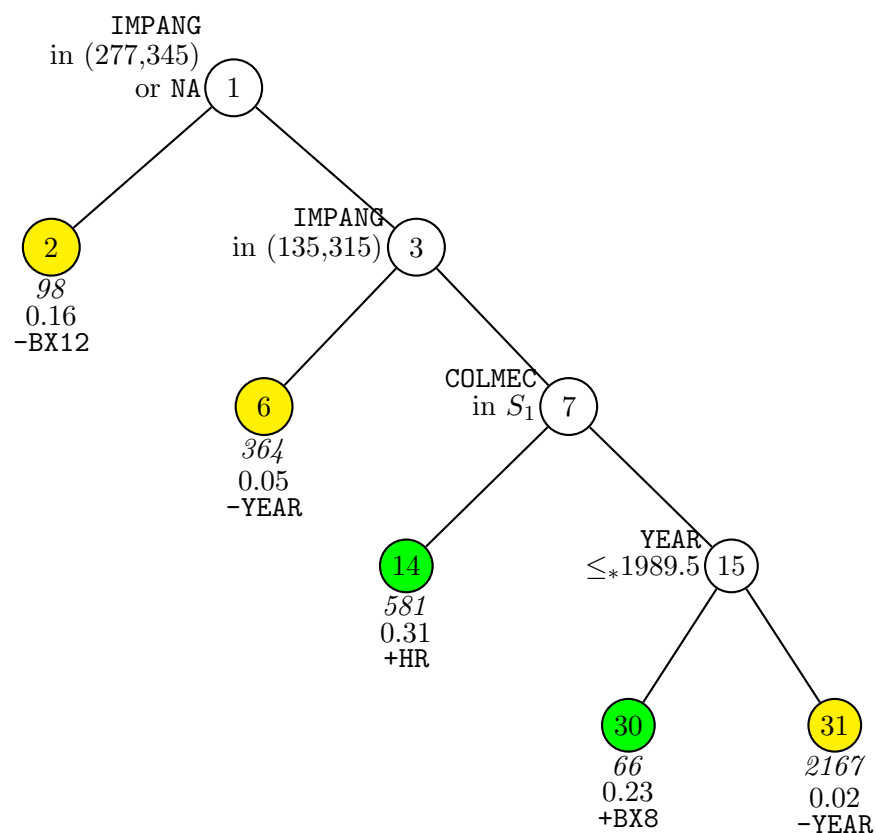 IMPANG
in (277,345)
or NA
1
IMPANG
in (135,315)
3
2
98
0.16
-BX12
COLMEC
in S₁
7
6
364
0.05
-YEAR
YEAR
≤*1989.5
15
14
581
0.31
+HR
30
66
0.23
+BX8
31
2167
0.02
-YEAR